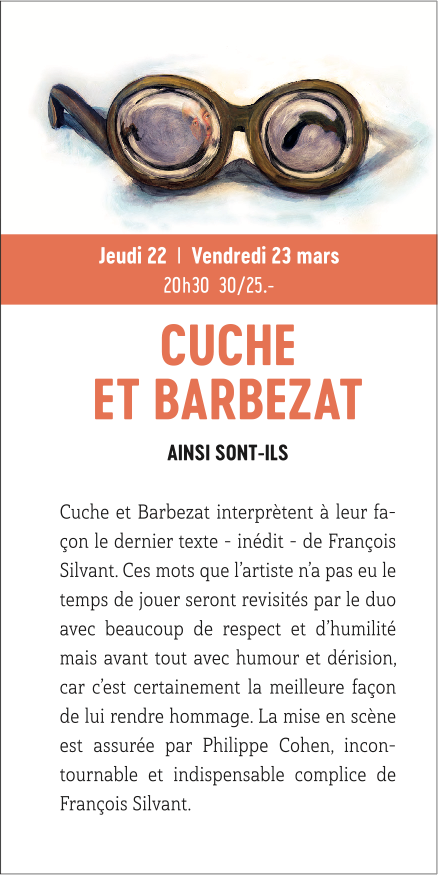 Jeudi 22 | Vendredi 23 mars
20h30 30/25.-
CUCHE
ET BARBEZAT
AINSI SONT-ILS
Cuche et Barbezat interprètent à leur fa-
çon le dernier texte - inédit - de François
Silvant. Ces mots que l'artiste n'a pas eu le
temps de jouer seront revisités par le duo
avec beaucoup de respect et d'humilité
mais avant tout avec humour et dérision,
car c'est certainement la meilleure façon
de lui rendre hommage. La mise en scène
est assurée par Philippe Cohen, incon-
tournable et indispensable complice de
François Silvant.